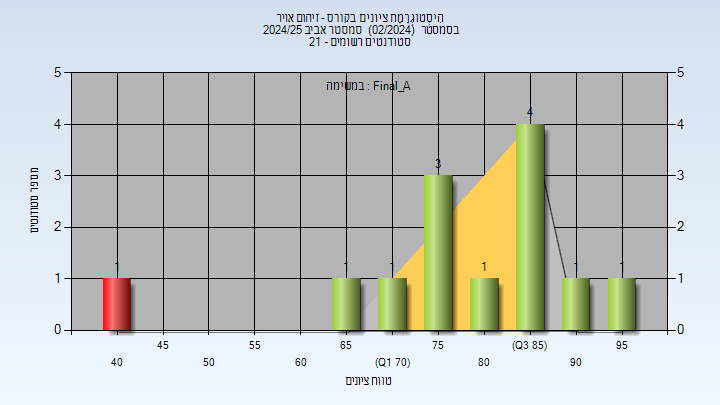 היסטוגרמת ציונים בקורס - זיהום אויר
בסמסטר (02/2024) סמסטר אביב 2024/25
סטודנטים רשומים - 21
במשימה : Final_A
5 5
4 4
3 3
2 2
1 1
0 0
מספר סטודנטים
1 1 1 3 1 4 1 1
40 45 50 55 60 65 (Q1 70) 75 80 (Q3 85) 90 95
טווח ציונים